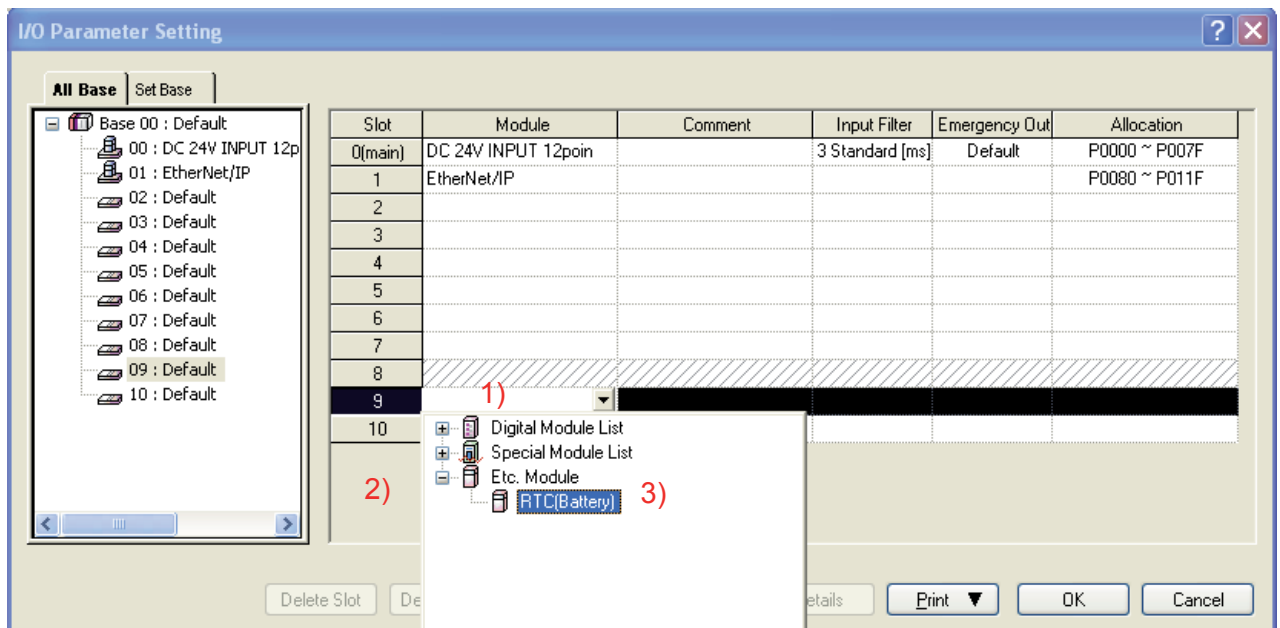 I/O Parameter Setting
All Base Set Base
Base 00 : Default
00 : DC 24V INPUT 12p
01 : EtherNet/IP
02 : Default
03 : Default
04 : Default
05 : Default
06 : Default
07 : Default
08 : Default
09 : Default
10 : Default
Slot Module Comment Input Filter Emergency Out Allocation
0(main) DC 24V INPUT 12poin 3 Standard [ms] Default P0000 ~ P007F
1 EtherNet/IP P0080 ~ P011F
2
3
4
5
6
7
8
9 1)
10
Digital Module List
Special Module List
Etc. Module
2) RTC(Battery) 3)
Delete Slot De etails Print ▼ OK Cancel